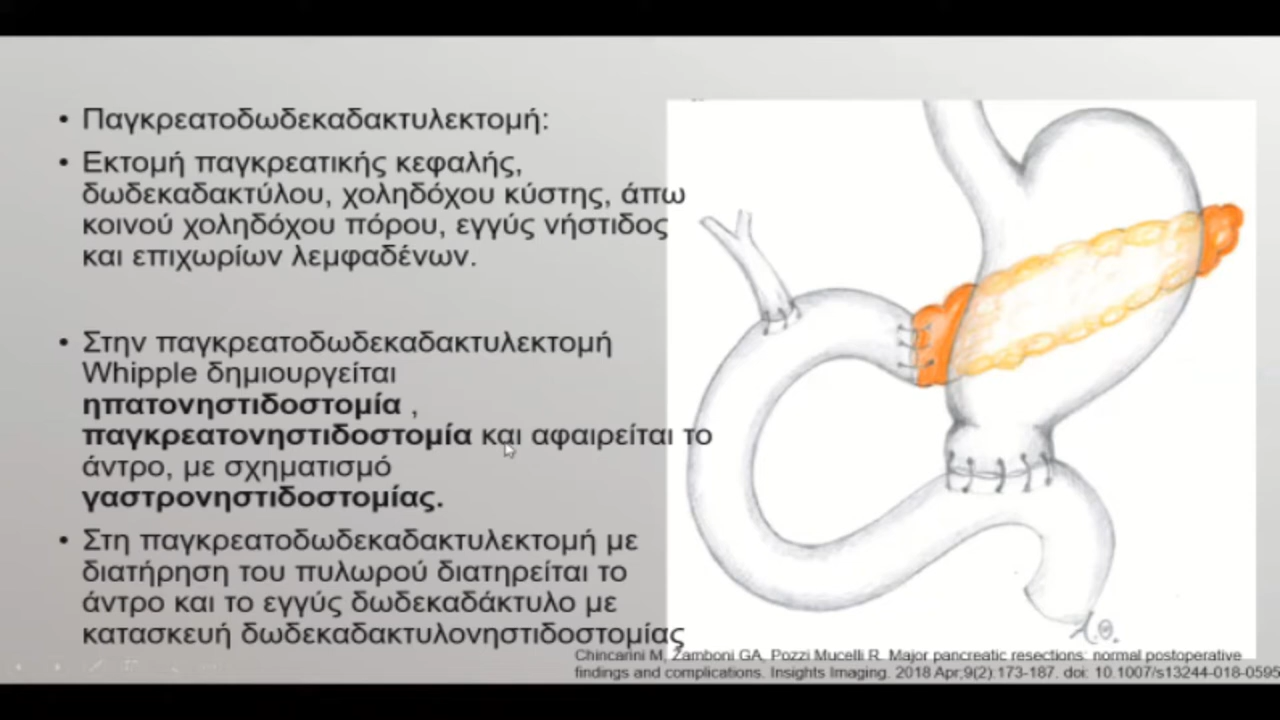 • Παγκρεατοδωδεκαδακτυλεκτομή:
• Εκτομή παγκρεατικής κεφαλής,
δωδεκαδακτύλου, χοληδόχου κύστης, άπω
κοινού χοληδόχου πόρου, εγγύς νήστιδος
και επιχωρίων λεμφαδένων.
• Στην παγκρεατοδωδεκαδακτυλεκτομή
Whipple δημιουργείται
ηπατονηστιδοστομία ,
παγκρεατονηστιδοστομία και αφαιρείται το
άντρο, με σχηματισμό
γαστρονηστιδοστομίας.
• Στη παγκρεατοδωδεκαδακτυλεκτομή με
διατήρηση του πυλωρού διατηρείται το
άντρο και το εγγύς δωδεκαδάκτυλο με
κατασκευή δωδεκαδακτυλονηστιδοστομίας
Chincarini M, Zamboni GA, Pozzi Mucelli R. Major pancreatic resections: normal postoperative
findings and complications. Insights Imaging. 2018 Apr;9(2):173-187. doi: 10.1007/s13244-018-0595